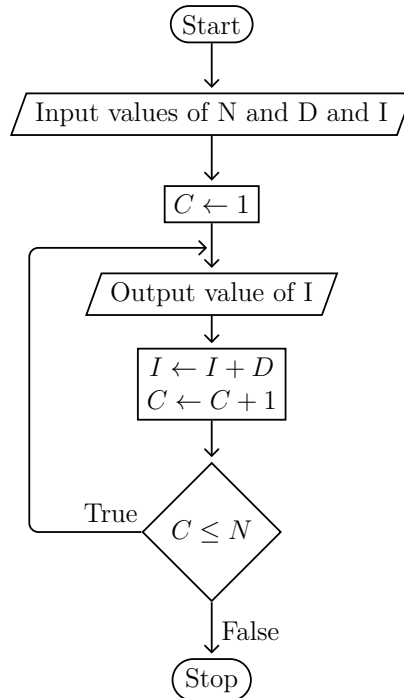 Start
Input values of N and D and I
C ← 1
Output value of I
I ← I + D
C ← C + 1
True
C ≤ N
False
Stop